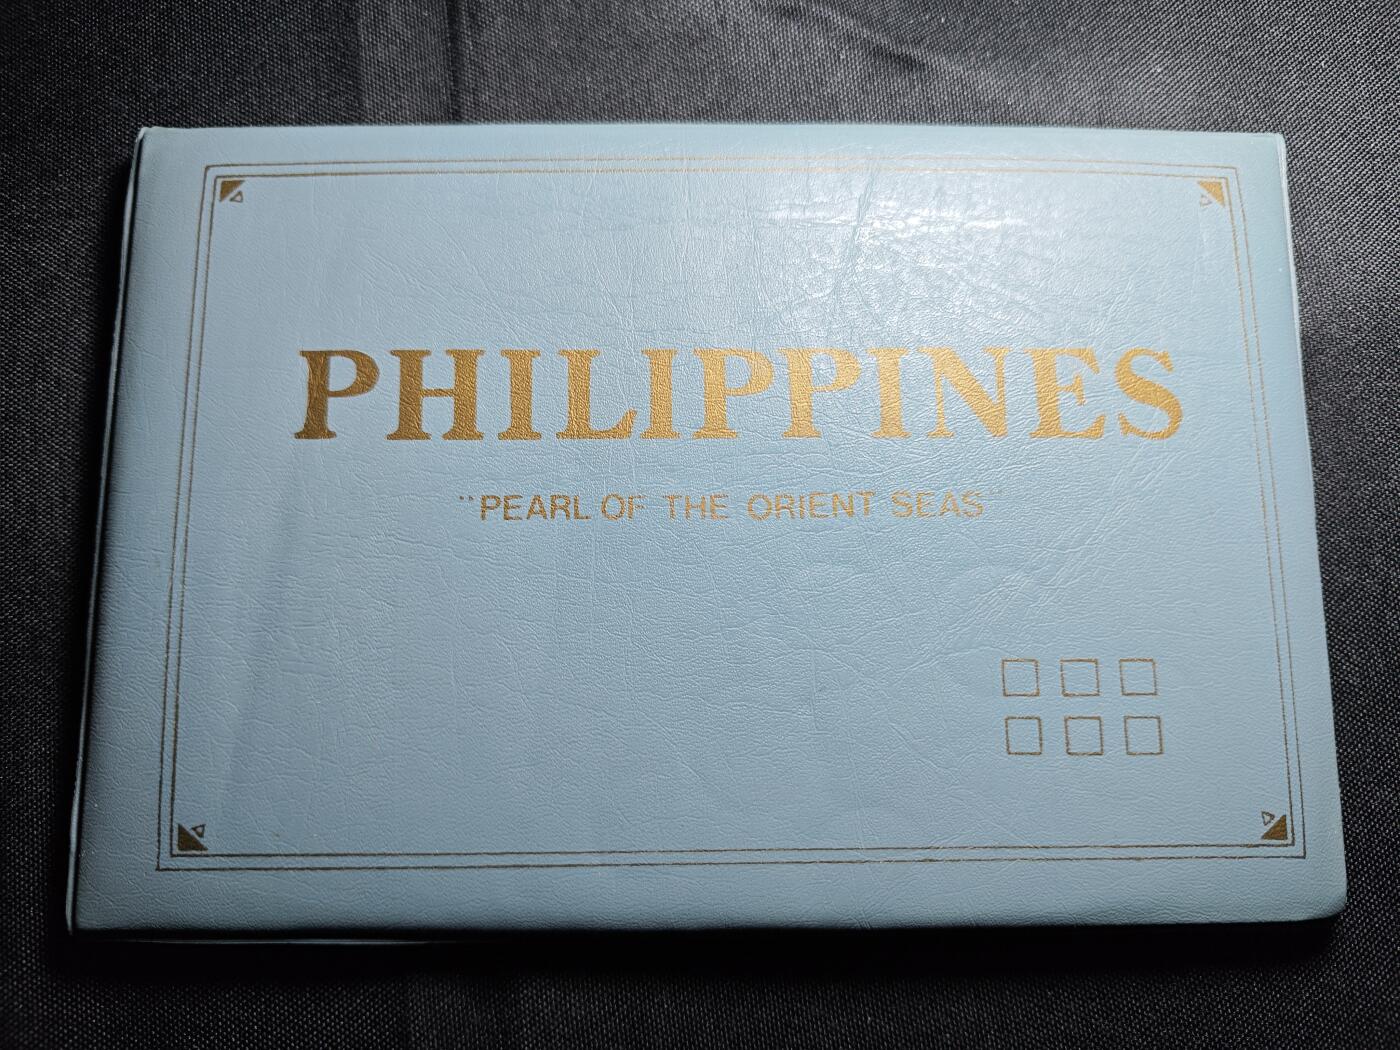 PHILIPPINES
"PEARL OF THE ORIENT SEAS"